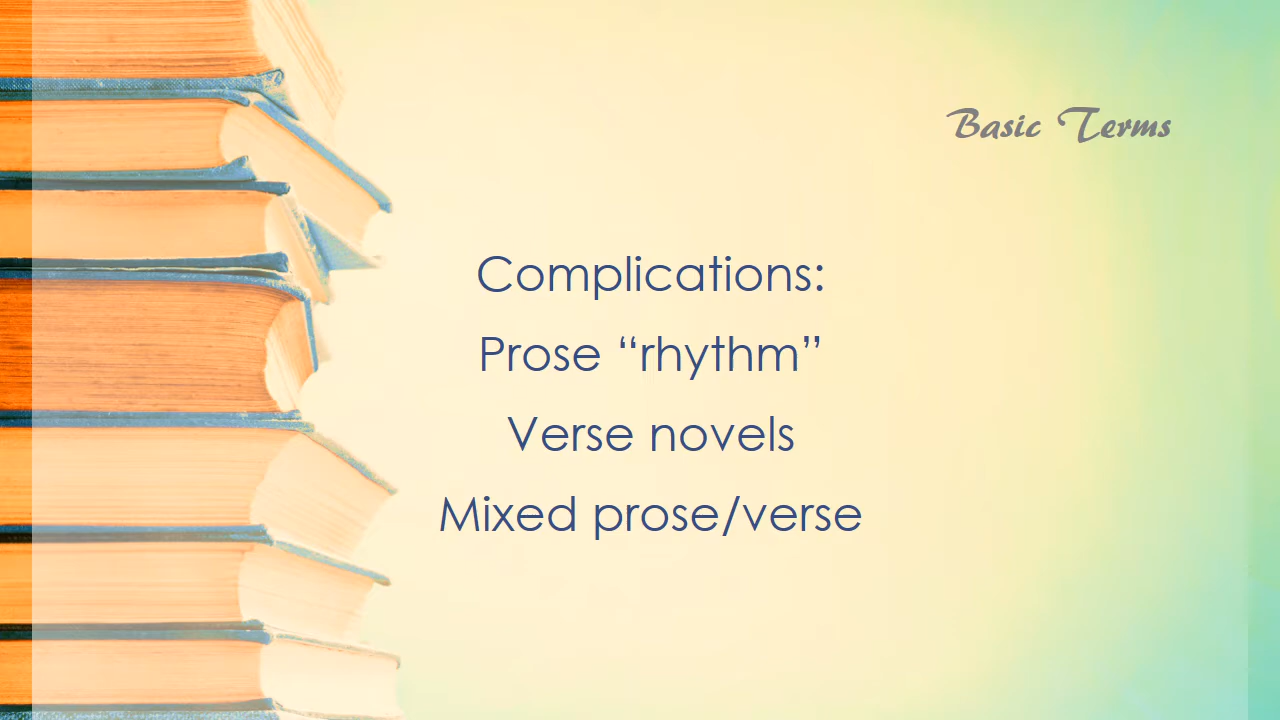 Basic Terms
Complications:
Prose “rhythm”
Verse novels
Mixed prose/verse